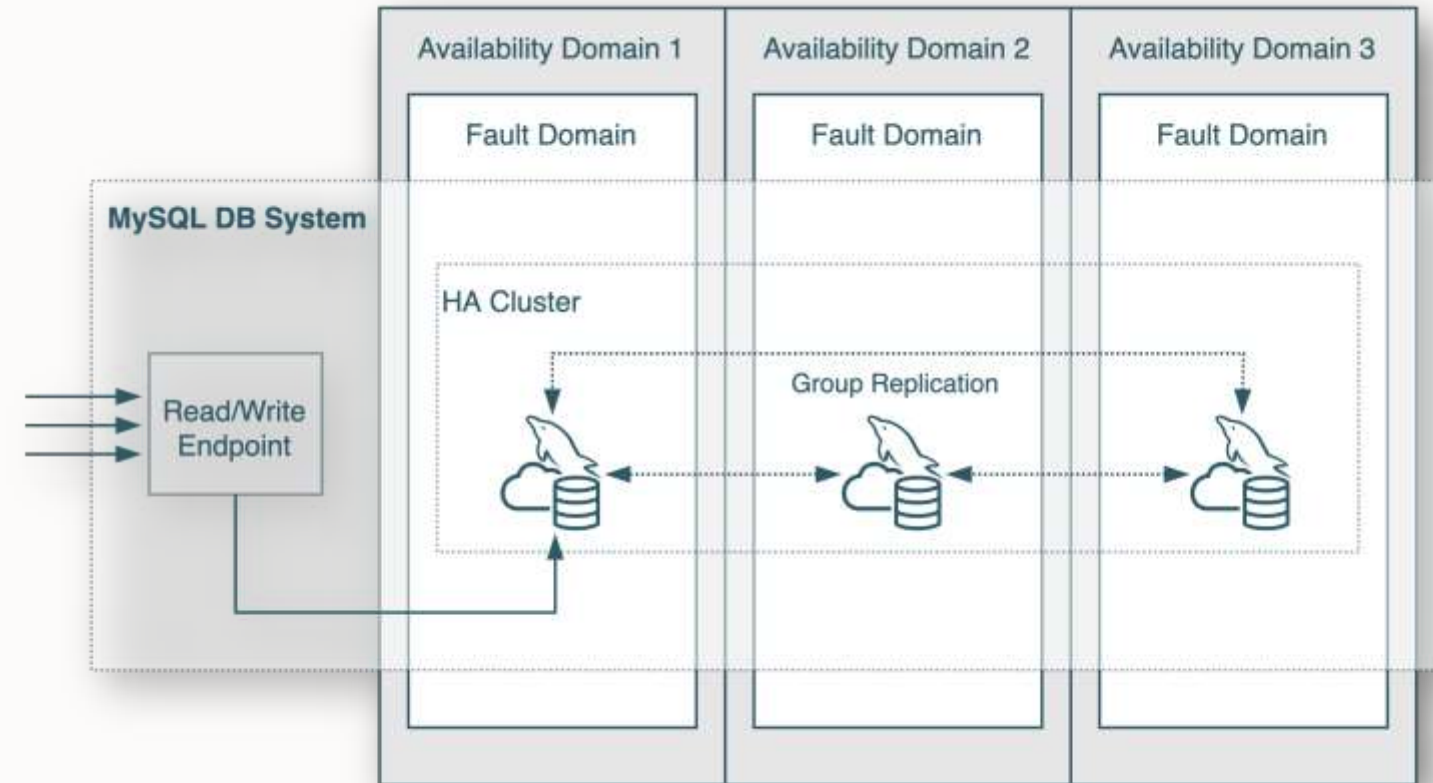 Availability Domain 1
Availability Domain 2
Availability Domain 3
Fault Domain
Fault Domain
Fault Domain
MySQL DB System
HA Cluster
Group Replication
Read/Write
Endpoint